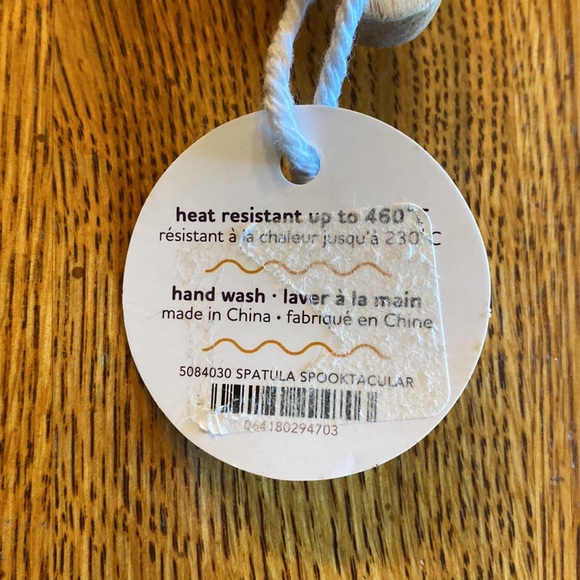 heat resistant up to 460°F
résistant à la chaleur jusqu'à 230°C
hand wash · laver à la main
made in China · fabriqué en Chine
5084030 SPATULA SPOOKTACULAR
064180294703